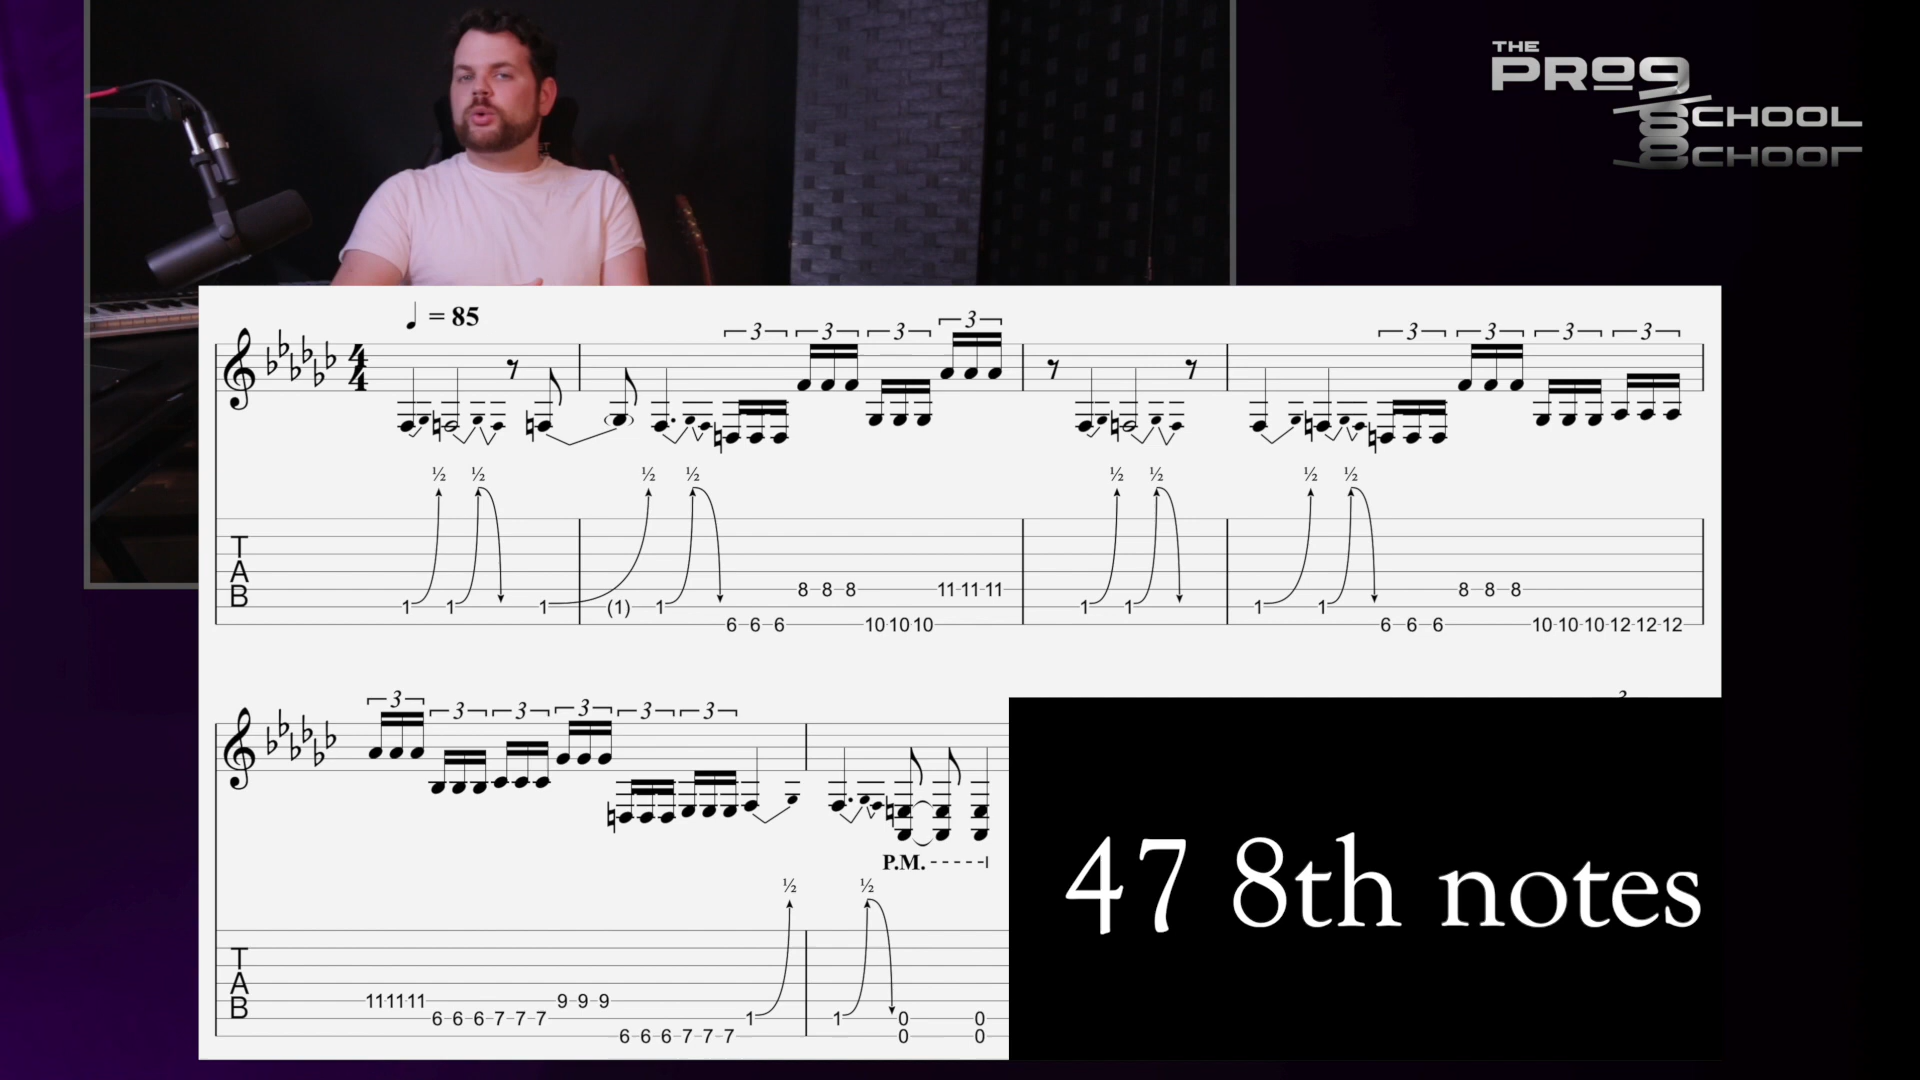 THE
PROG
SCHOOL
♩ = 85
3 3 3 3 3 3 3 3
4
4
½ ½ ½ ½ ½ ½ ½ ½
T
A
B
8 8 8 11 11 11 8 8 8
1 1 1 (1) 1 1 1 1 1
6 6 6 10 10 10 6 6 6 10 10 10 12 12 12
3 3 3 3 3 3
P.M.
½ ½
T
A
B
11 11 11 9 9 9
6 6 6 7 7 7 1 1 0 0
6 6 6 7 7 7 0 0
47 8th notes